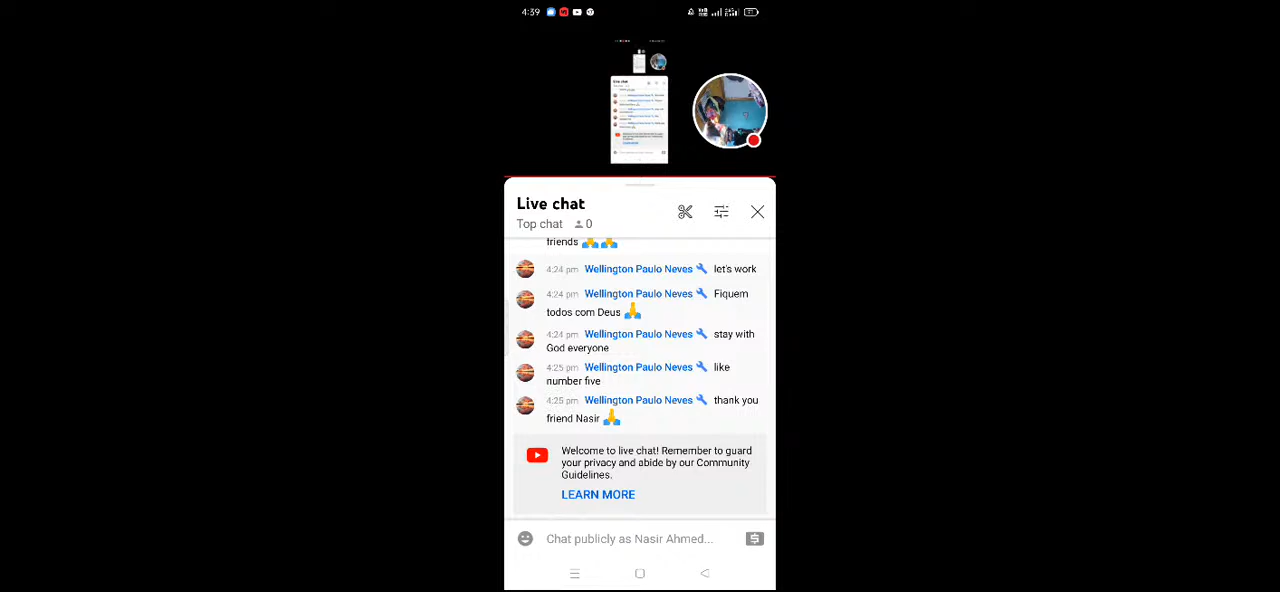 4:39
Live chat
Top chat 0
friends 🙏🙏
4:24 pm Wellington Paulo Neves let's work
4:24 pm Wellington Paulo Neves Fiquem
todos com Deus 🙏
4:24 pm Wellington Paulo Neves stay with
God everyone
4:25 pm Wellington Paulo Neves like
number five
4:25 pm Wellington Paulo Neves thank you
friend Nasir 🙏
Welcome to live chat! Remember to guard
your privacy and abide by our Community
Guidelines.
LEARN MORE
Chat publicly as Nasir Ahmed...